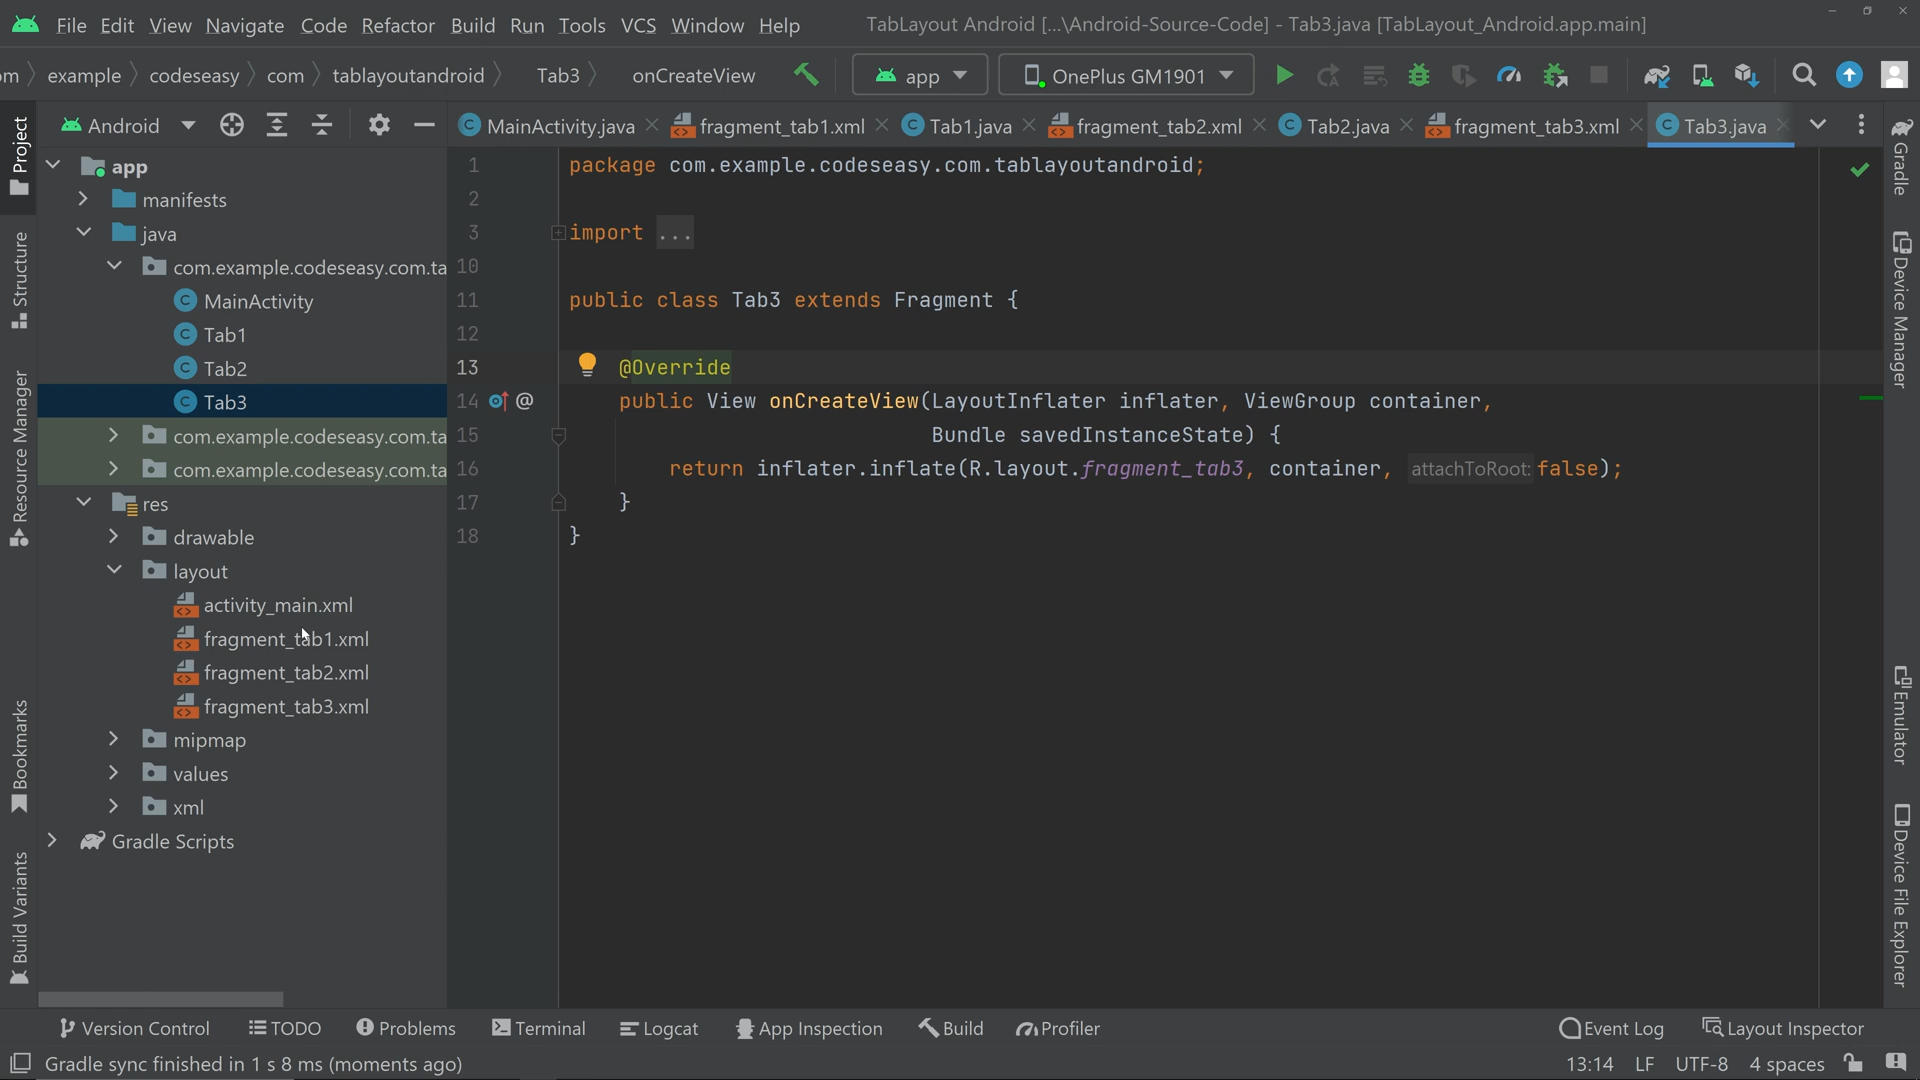 File Edit View Navigate Code Refactor Build Run Tools VCS Window Help TabLayout Android [...\Android-Source-Code] - Tab3.java [TabLayout_Android.app.main]
om example codeseasy com tablayoutandroid Tab3 onCreateView app OnePlus GM1901
Android MainActivity.java fragment_tab1.xml Tab1.java fragment_tab2.xml Tab2.java fragment_tab3.xml Tab3.java
Project
Structure
Resource Manager
Bookmarks
Build Variants
app
manifests
java
com.example.codeseasy.com.ta
MainActivity
Tab1
Tab2
Tab3
com.example.codeseasy.com.ta
com.example.codeseasy.com.ta
res
drawable
layout
activity_main.xml
fragment_tab1.xml
fragment_tab2.xml
fragment_tab3.xml
mipmap
values
xml
Gradle Scripts
1 package com.example.codeseasy.com.tablayoutandroid;
2
3 import ...
10
11 public class Tab3 extends Fragment {
12
13 @Override
14 @ public View onCreateView(LayoutInflater inflater, ViewGroup container,
15 Bundle savedInstanceState) {
16 return inflater.inflate(R.layout.fragment_tab3, container, attachToRoot: false);
17 }
18 }
Gradle
Device Manager
Emulator
Device File Explorer
Version Control TODO Problems Terminal Logcat App Inspection Build Profiler Event Log Layout Inspector
Gradle sync finished in 1 s 8 ms (moments ago) 13:14 LF UTF-8 4 spaces